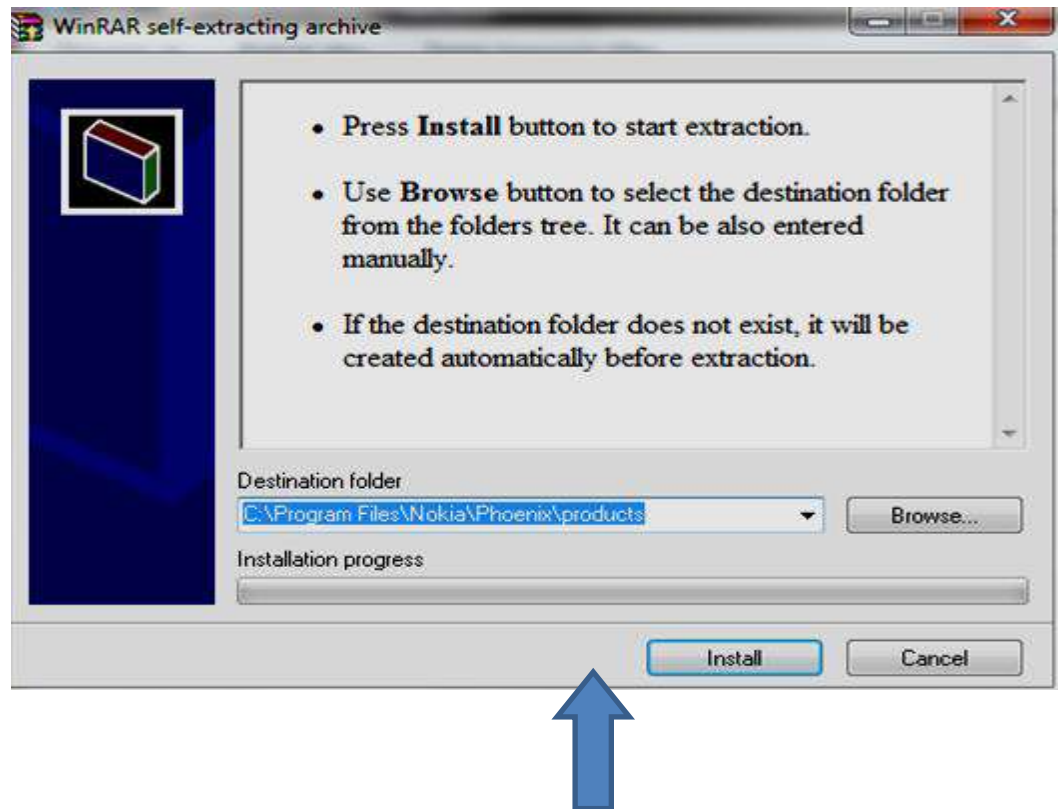 WinRAR self-extracting archive
• Press Install button to start extraction.
• Use Browse button to select the destination folder
from the folders tree. It can be also entered
manually.
• If the destination folder does not exist, it will be
created automatically before extraction.
Destination folder
C:\Program Files\Nokia\Phoenix\products
Browse...
Installation progress
Install
Cancel